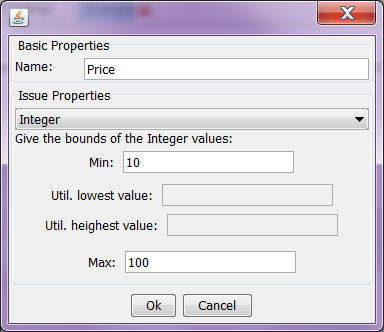 Basic Properties
Name: Price
Issue Properties
Integer
Give the bounds of the Integer values:
Min: 10
Util. lowest value:
Util. heighest value:
Max: 100
Ok Cancel